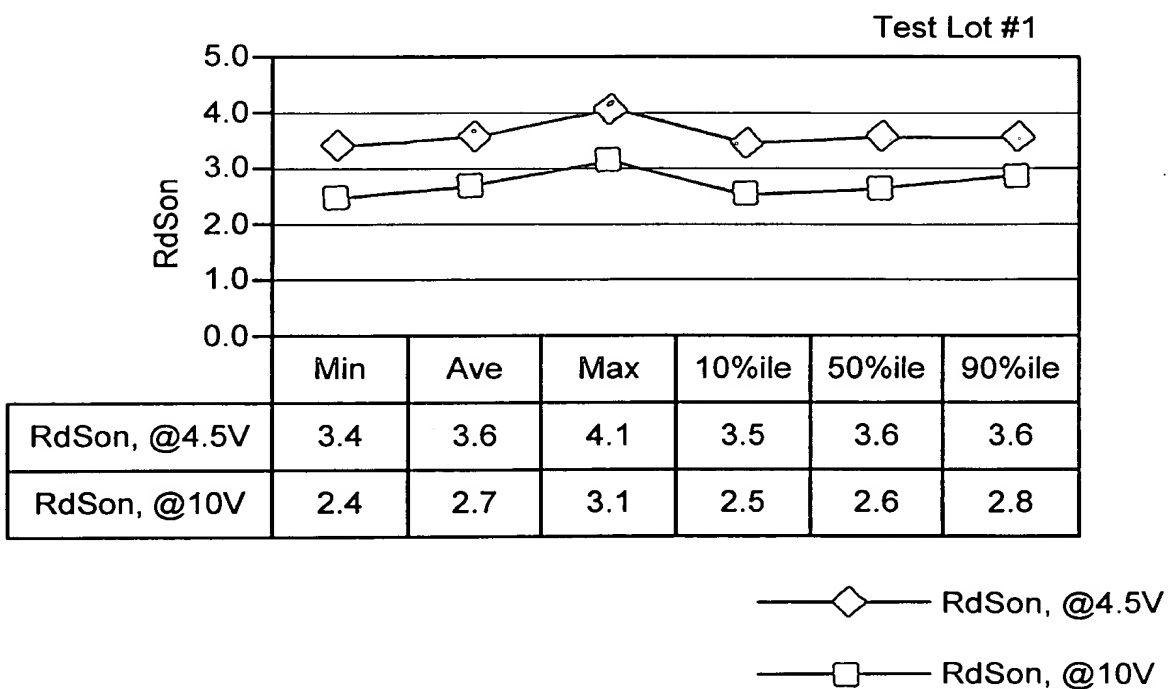 Test Lot #1
5.0
4.0
3.0
2.0
1.0
0.0
RdSon
Min Ave Max 10%ile 50%ile 90%ile
RdSon, @4.5V 3.4 3.6 4.1 3.5 3.6 3.6
RdSon, @10V 2.4 2.7 3.1 2.5 2.6 2.8
RdSon, @4.5V
RdSon, @10V